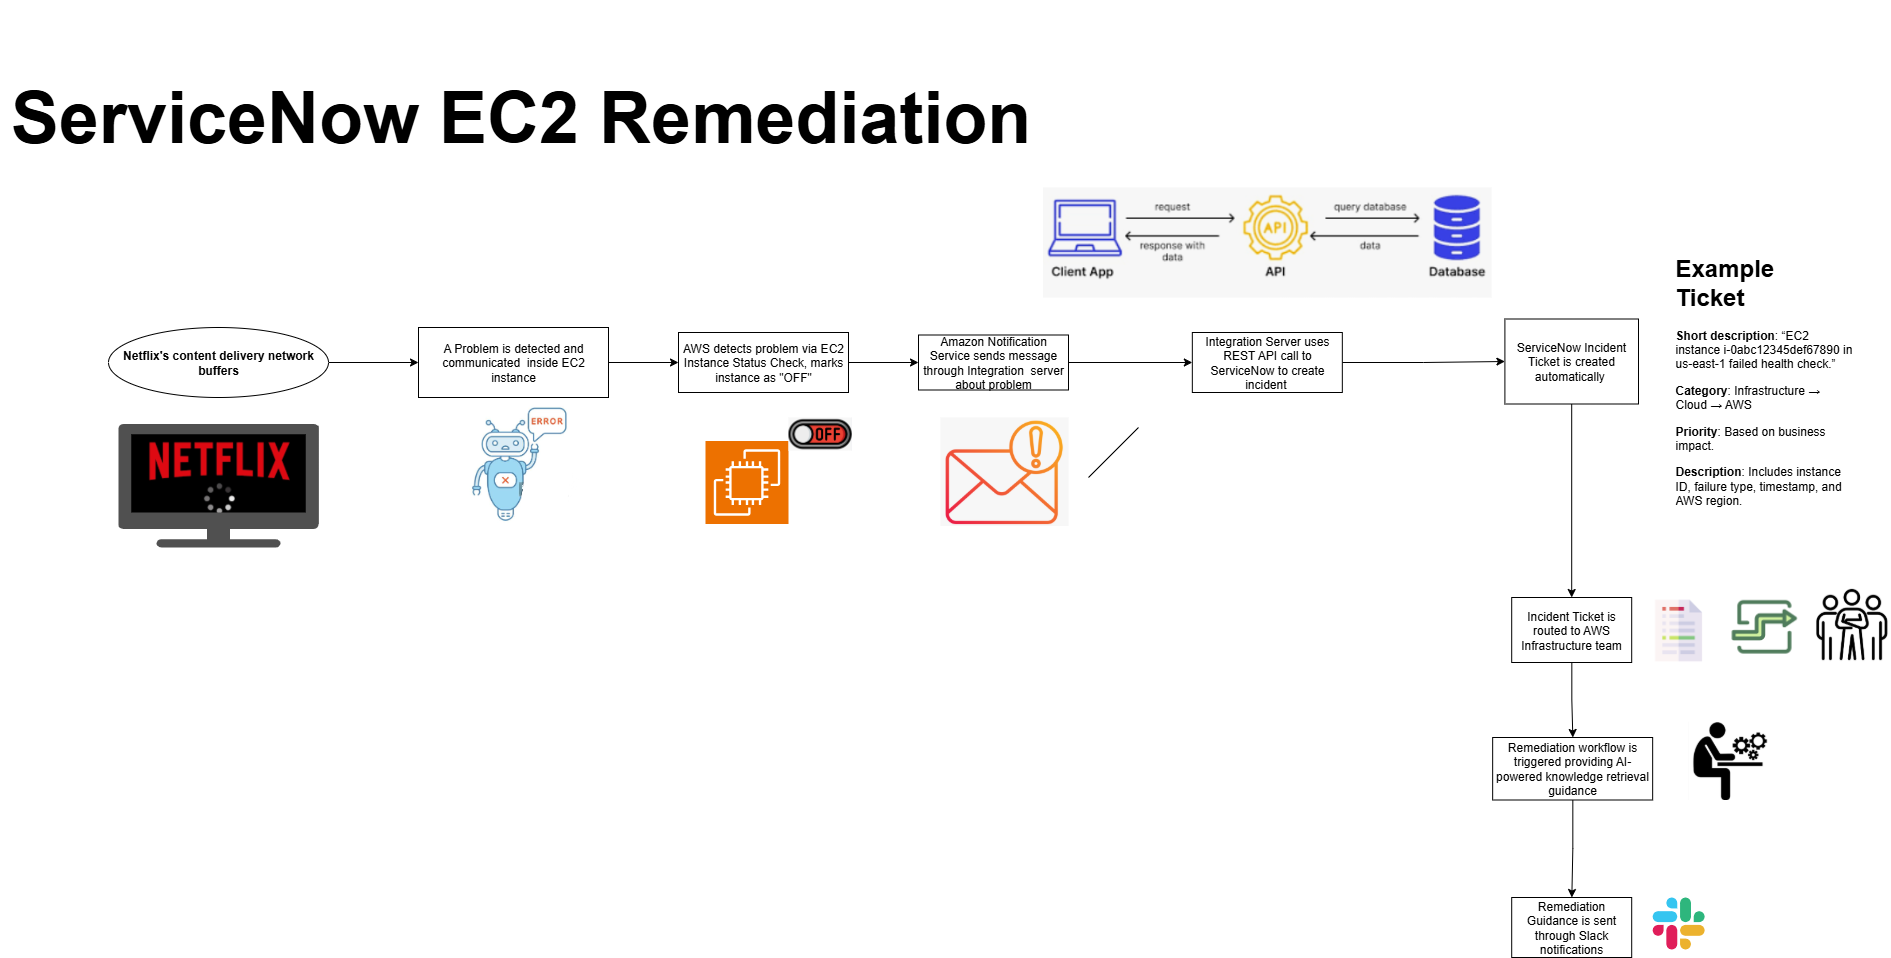 ServiceNow EC2 Remediation
request
query database
API
response with
data
data
Client App
API
Database
Example
Ticket
Short description: “EC2
instance i-0abc12345def67890 in
us-east-1 failed health check.”
Category: Infrastructure →
Cloud → AWS
Priority: Based on business
impact.
Description: Includes instance
ID, failure type, timestamp, and
AWS region.
Netflix's content delivery network
buffers
A Problem is detected and
communicated inside EC2
instance
AWS detects problem via EC2
Instance Status Check, marks
instance as "OFF"
Amazon Notification
Service sends message
through Integration server
about problem
Integration Server uses
REST API call to
ServiceNow to create
incident
ServiceNow Incident
Ticket is created
automatically
NETFLIX
ERROR
OFF
Incident Ticket is
routed to AWS
Infrastructure team
Remediation workflow is
triggered providing AI-
powered knowledge retrieval
guidance
Remediation
Guidance is sent
through Slack
notifications